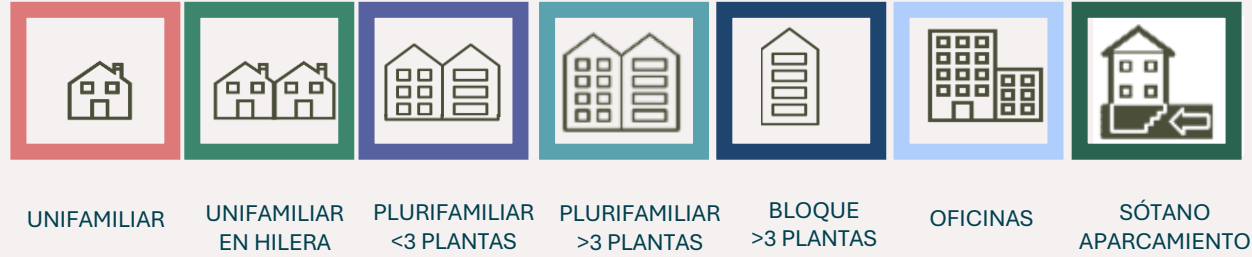 UNIFAMILIAR
UNIFAMILIAR
EN HILERA
PLURIFAMILIAR
<3 PLANTAS
PLURIFAMILIAR
>3 PLANTAS
BLOQUE
>3 PLANTAS
OFICINAS
SÓTANO
APARCAMIENTO